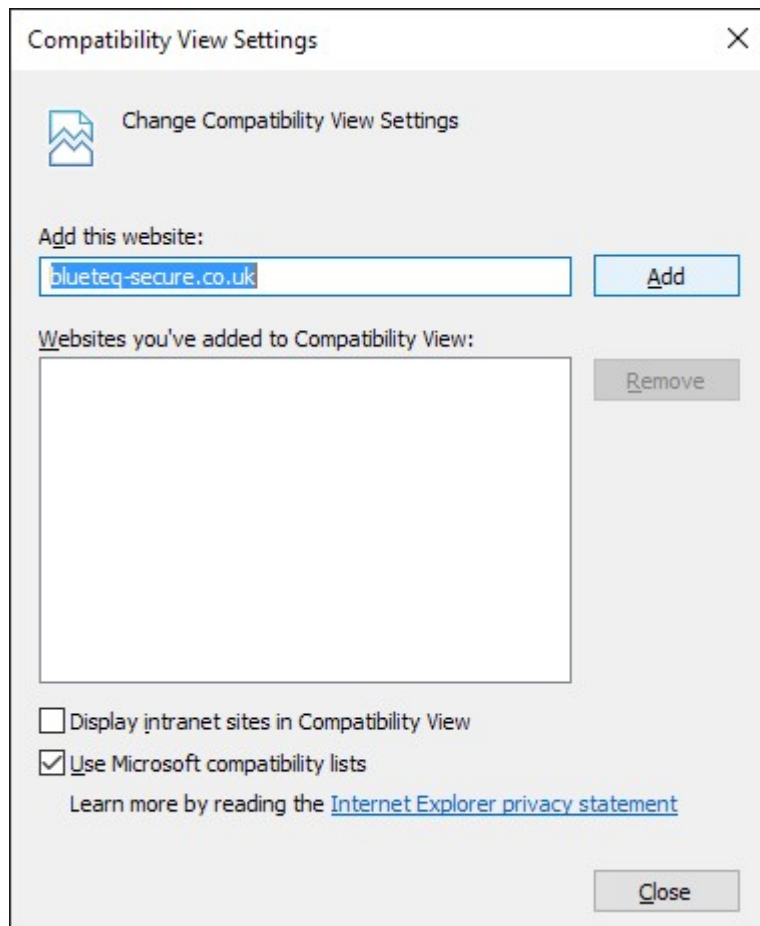 Compatibility View Settings
Change Compatibility View Settings
Add this website:
blueteq-secure.co.uk
Add
Websites you've added to Compatibility View:
Remove
Display intranet sites in Compatibility View
Use Microsoft compatibility lists
Learn more by reading the Internet Explorer privacy statement
Close